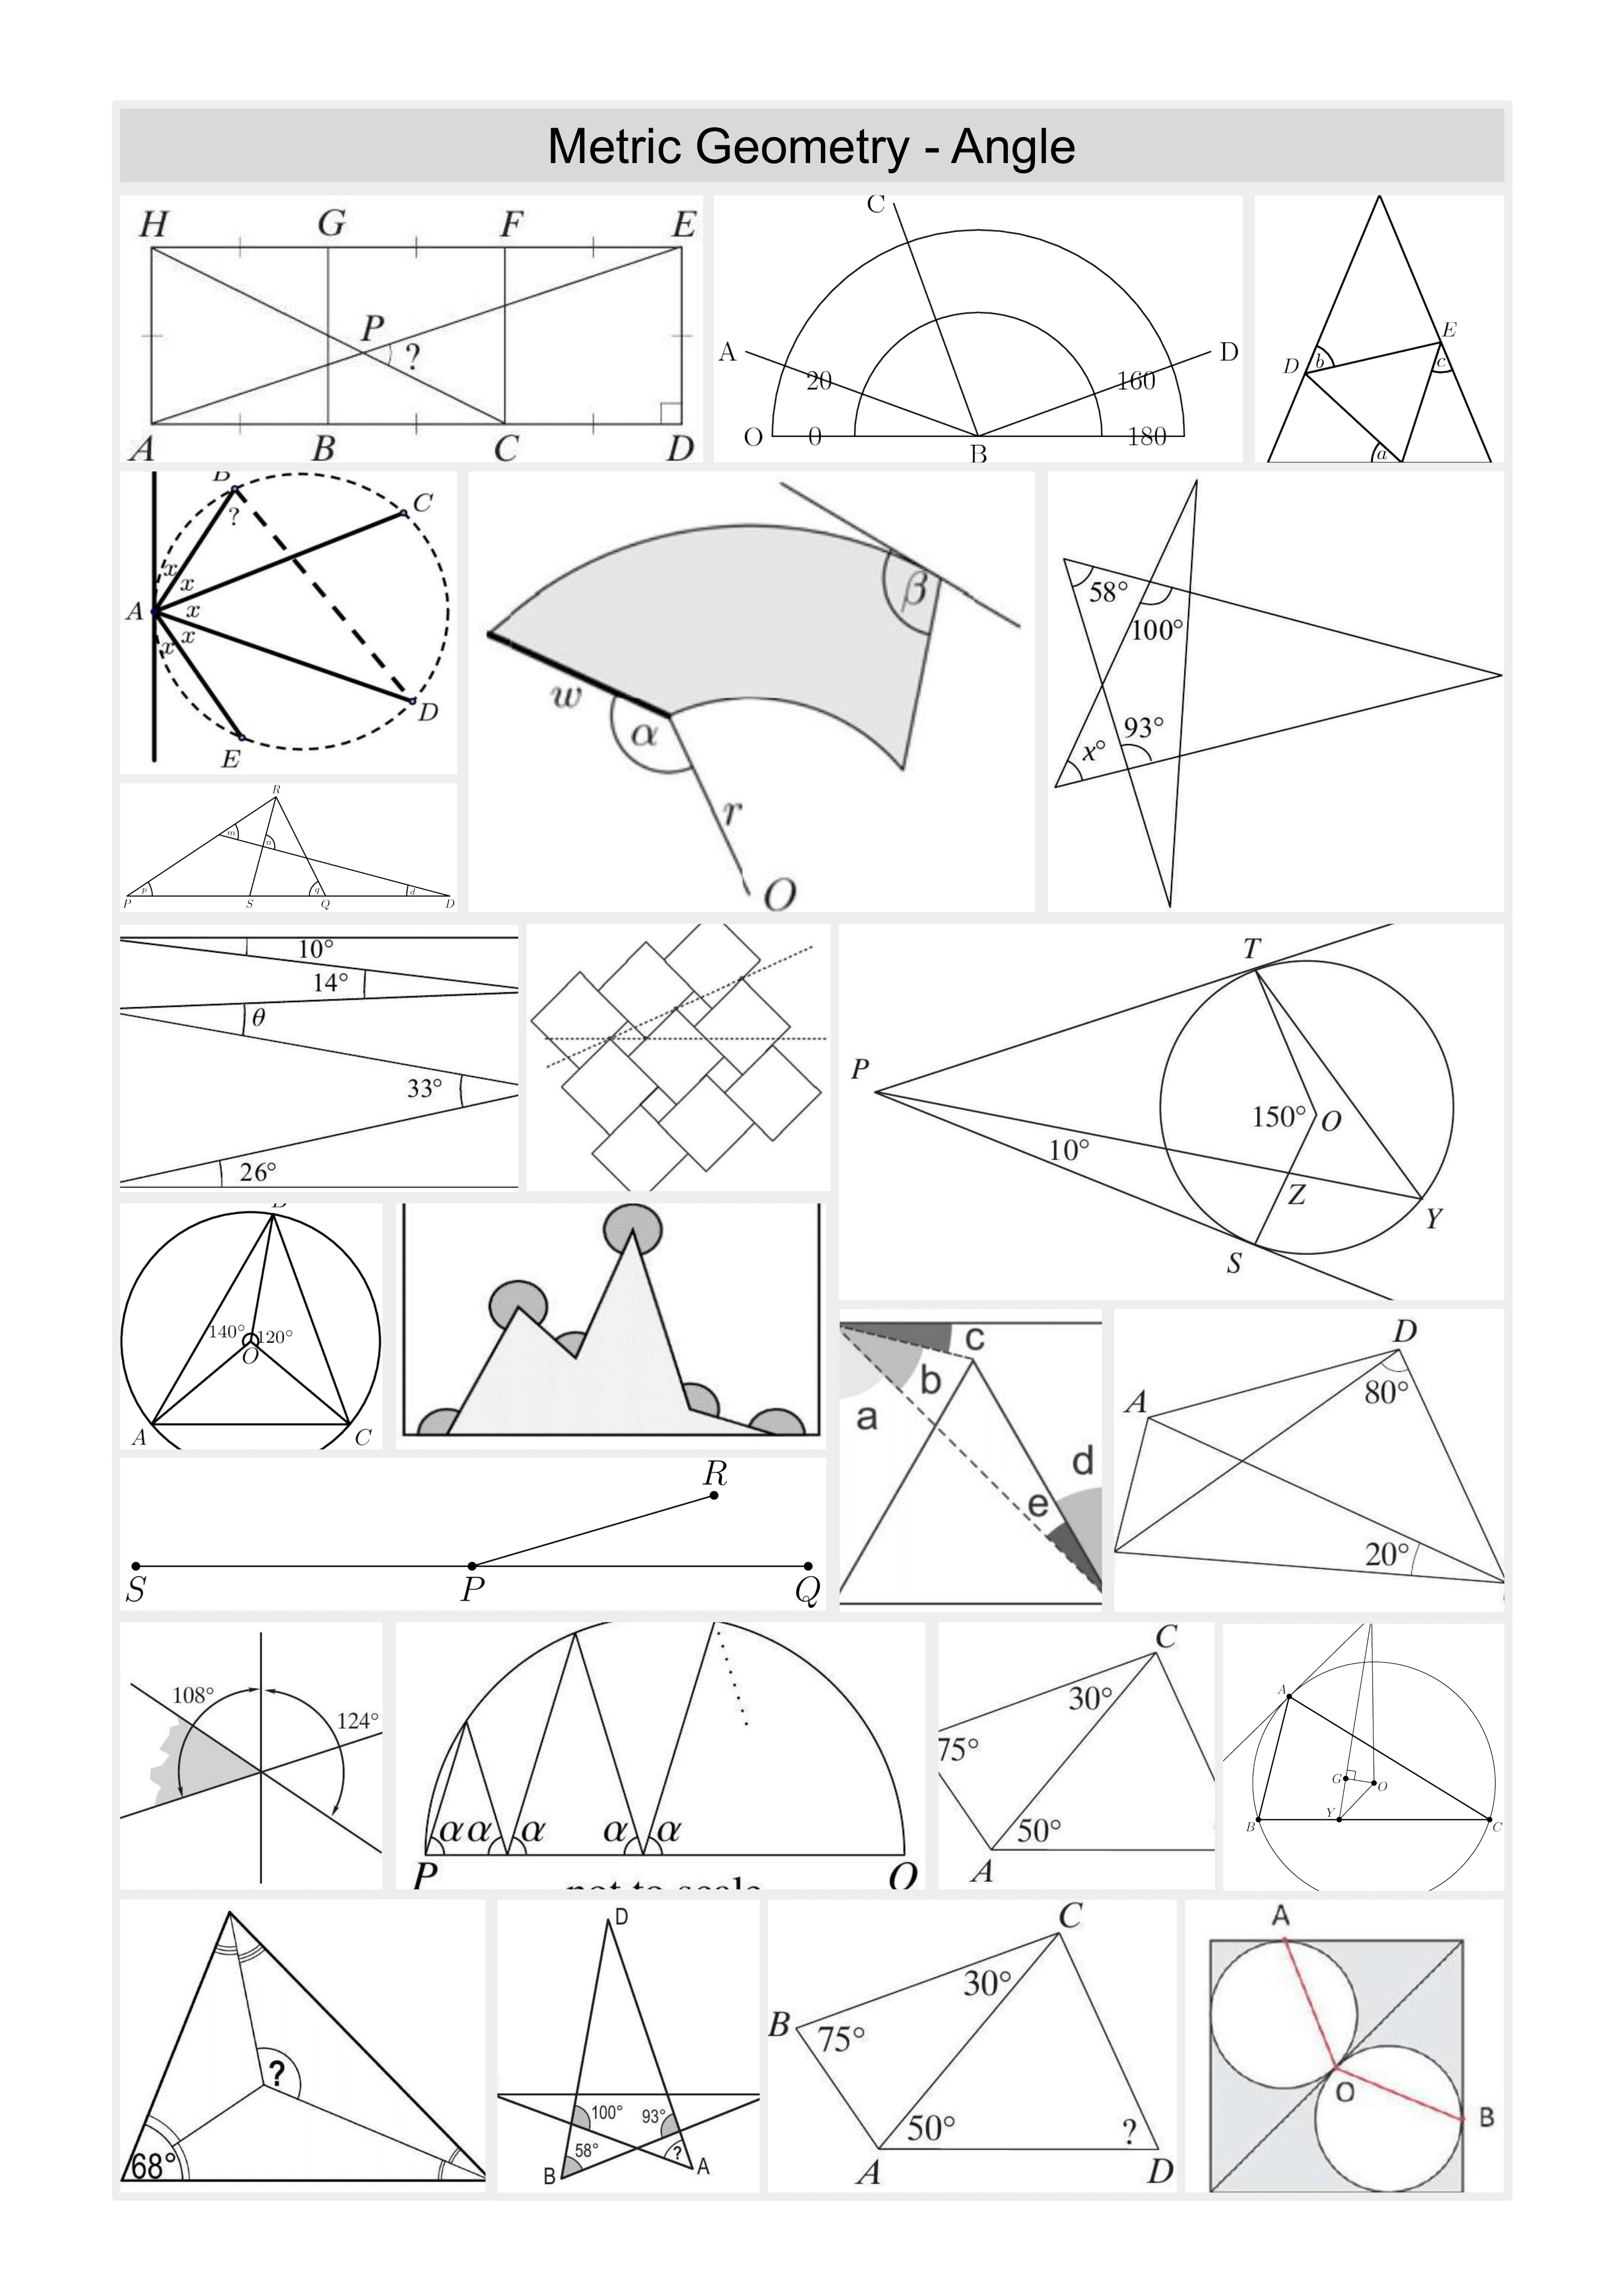 Metric Geometry - Angle
H G F E
P
?
A B C D
C
A D
20 160
O 0 B 180
E
D b c
a
B
?
C
x
x
A x
x
x
D
E
β
w
α
r
O
58°
100°
93°
x°
R
m
n
p q d
P S Q D
10°
14°
θ
33°
26°
T
P
150° O
10°
Z
Y
S
140° 120°
O
A C
c
b
a
d
e
D
A
80°
20°
R
S P Q
108°
124°
α α α α α
P
not to scale
C
30°
75°
50°
A
A
G O
Y
B C
?
68°
D
100° 93°
58° ?
B A
C
30°
B
75°
50° ?
A D
A
O
B